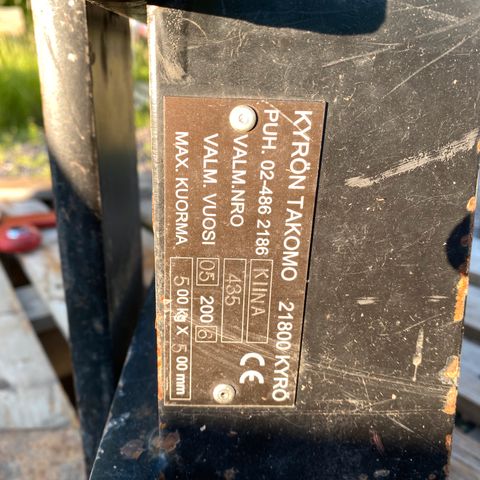 KYRÖN TAKOMO 21800 KYRÖ
PUH. 02-486 2186 KIINA
VALM.NRO 435
VALM. VUOSI 05 2006
MAX. KUORMA 500 kg X 500 mm
CE